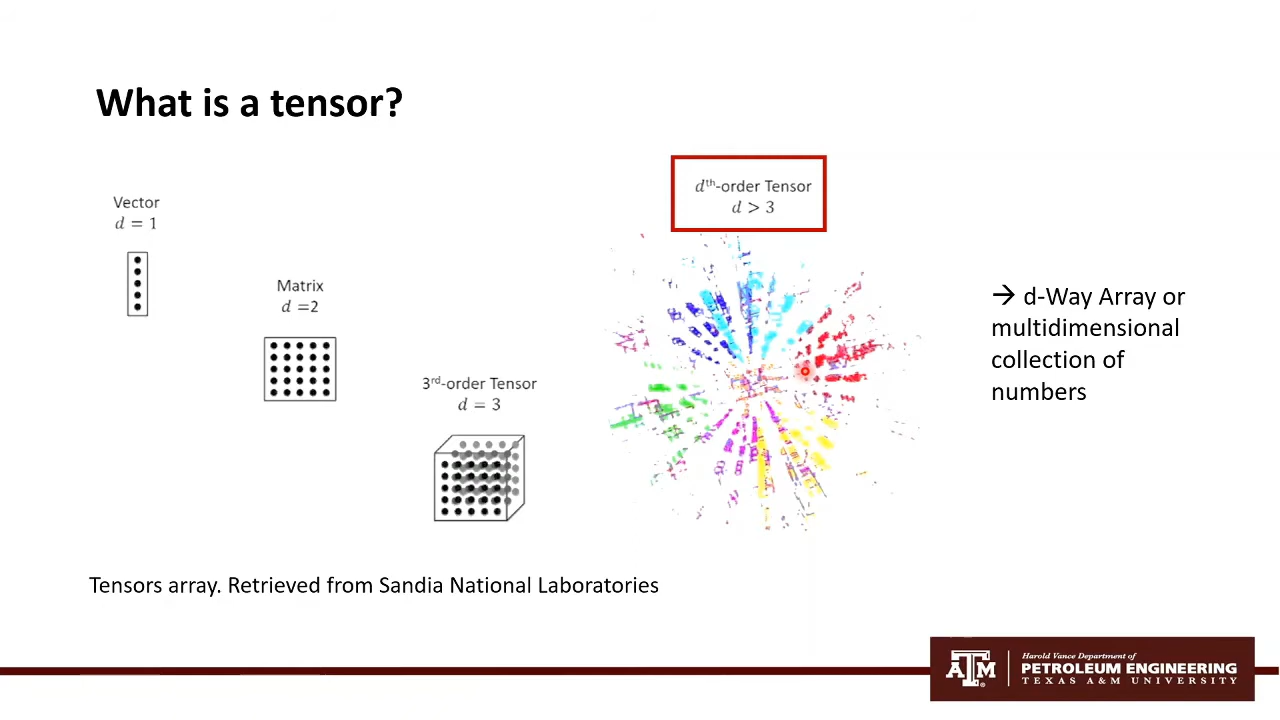 What is a tensor?
Vector
d = 1
Matrix
d =2
3rd-order Tensor
d = 3
dth-order Tensor
d > 3
→ d-Way Array or
multidimensional
collection of
numbers
Tensors array. Retrieved from Sandia National Laboratories
ATM
Harold Vance Department of
PETROLEUM ENGINEERING
TEXAS A&M UNIVERSITY